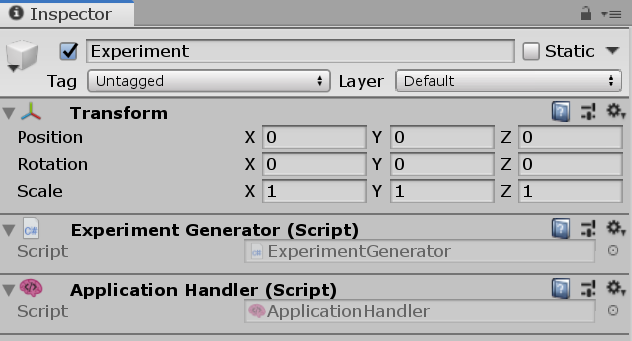 Inspector
Experiment Static
Tag Untagged Layer Default
Transform
Position X 0 Y 0 Z 0
Rotation X 0 Y 0 Z 0
Scale X 1 Y 1 Z 1
C# Experiment Generator (Script)
Script ExperimentGenerator
Application Handler (Script)
Script ApplicationHandler